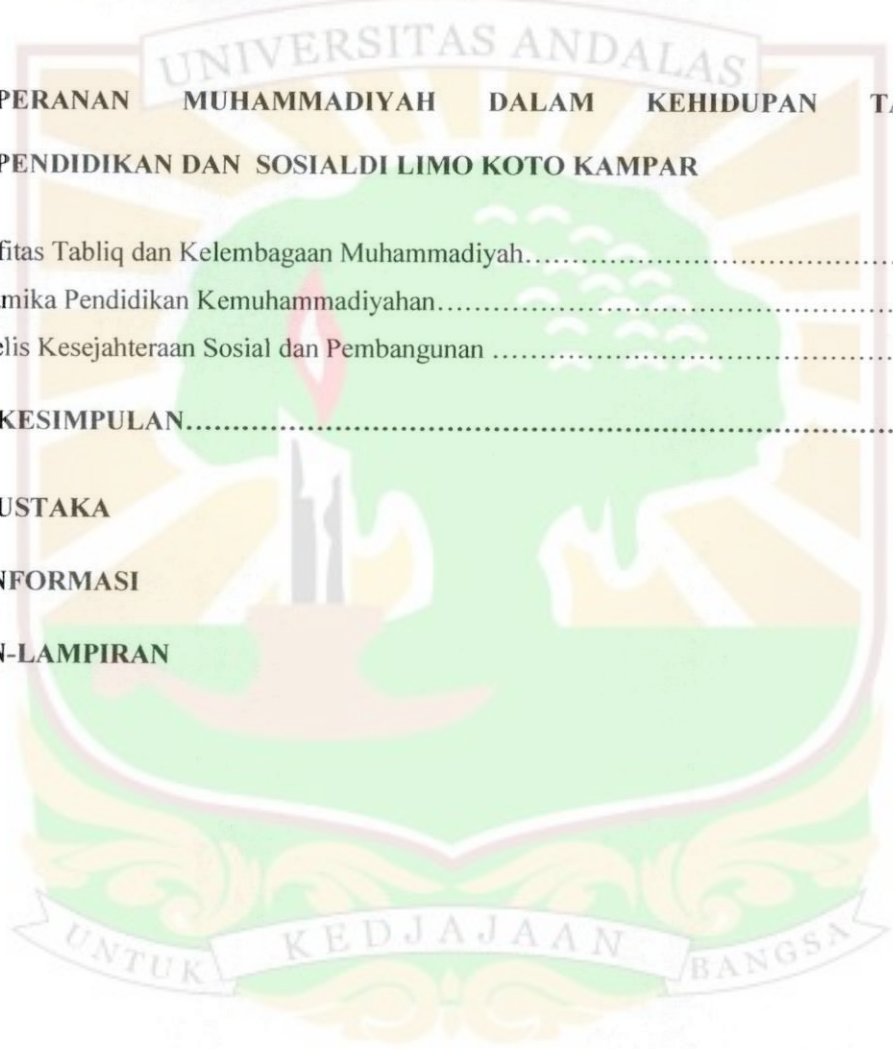 UNIVERSITAS ANDALAS
PERANAN MUHAMMADIYAH DALAM KEHIDUPAN
PENDIDIKAN DAN SOSIALDI LIMO KOTO KAMPAR
fitas Tabliq dan Kelembagaan Muhammadiyah...............................................
amika Pendidikan Kemuhammadiyahan...............................................
elis Kesejahteraan Sosial dan Pembangunan ...............................................
KESIMPULAN...............................................
USTAKA
NFORMASI
N-LAMPIRAN
UNTUK KEDJAJAAN BANGSA